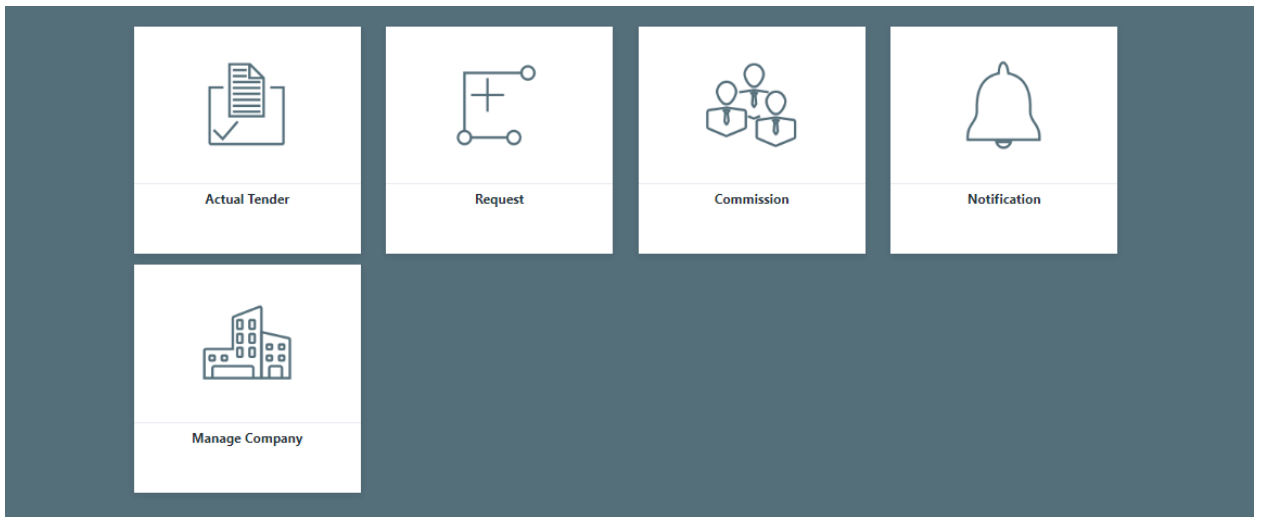 Actual Tender
Request
Commission
Notification
Manage Company